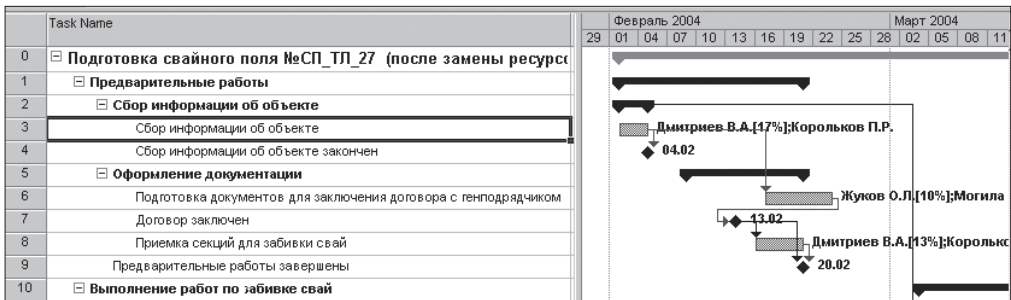 Task Name
Февраль 2004
Март 2004
29 01 04 07 10 13 16 19 22 25 28 02 05 08 11
0 Подготовка свайного поля №СП_ТЛ_27 (после замены ресурсо
1 Предварительные работы
2 Сбор информации об объекте
3 Сбор информации об объекте Дмитриев В.А.[17%];Корольков П.Р.
4 Сбор информации об объекте закончен 04.02
5 Оформление документации
6 Подготовка документов для заключения договора с генподрядчиком Жуков О.Л.[10%];Могила
7 Договор заключен 13.02
8 Приемка секций для забивки свай Дмитриев В.А.[13%];Королько
9 Предварительные работы завершены 20.02
10 Выполнение работ по забивке свай